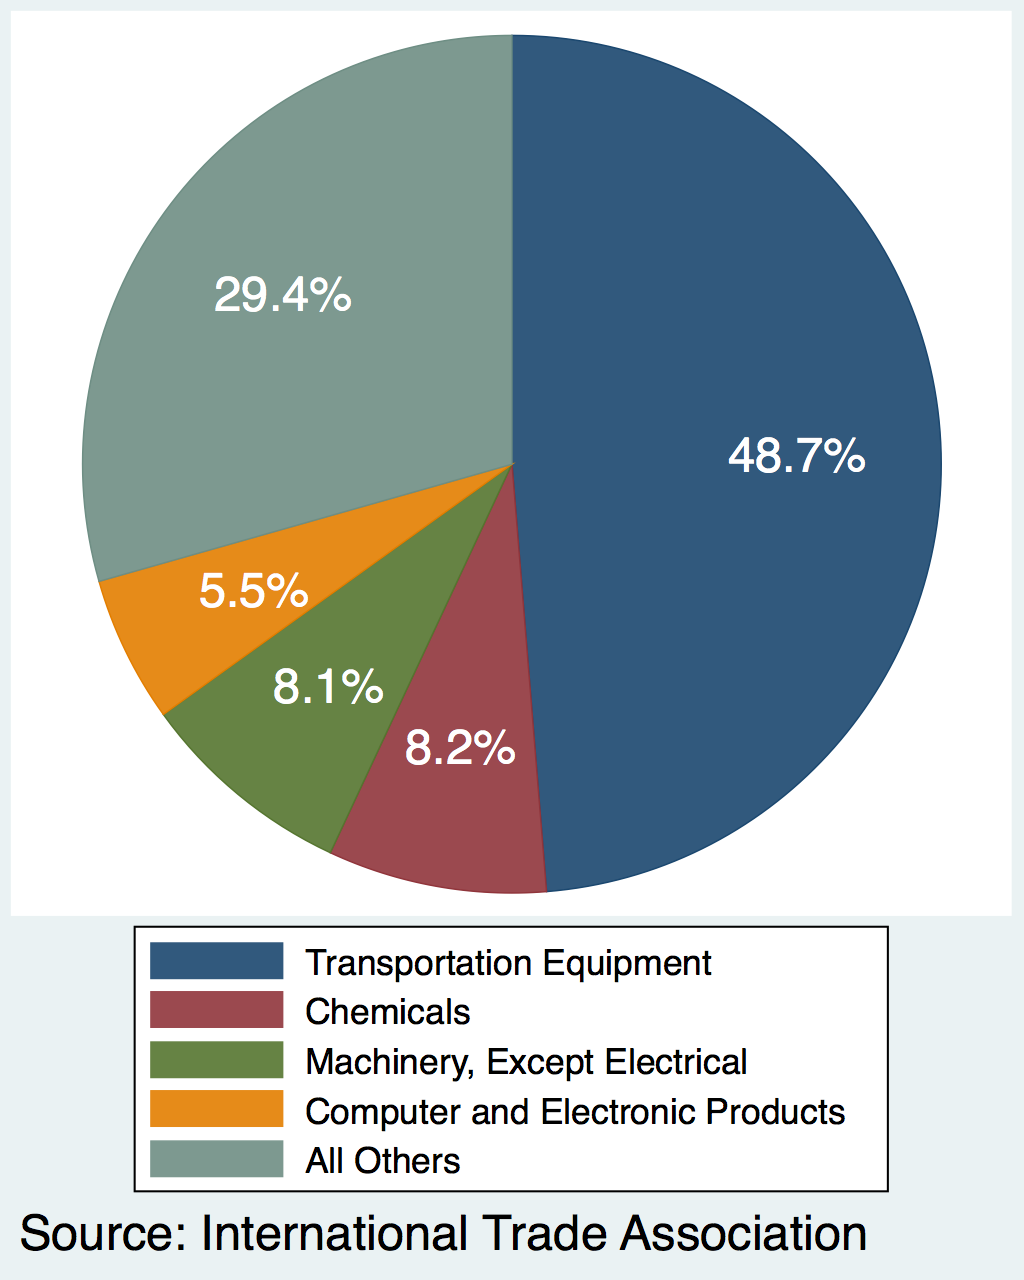 29.4%
48.7%
5.5%
8.1%
8.2%
Transportation Equipment
Chemicals
Machinery, Except Electrical
Computer and Electronic Products
All Others
Source: International Trade Association